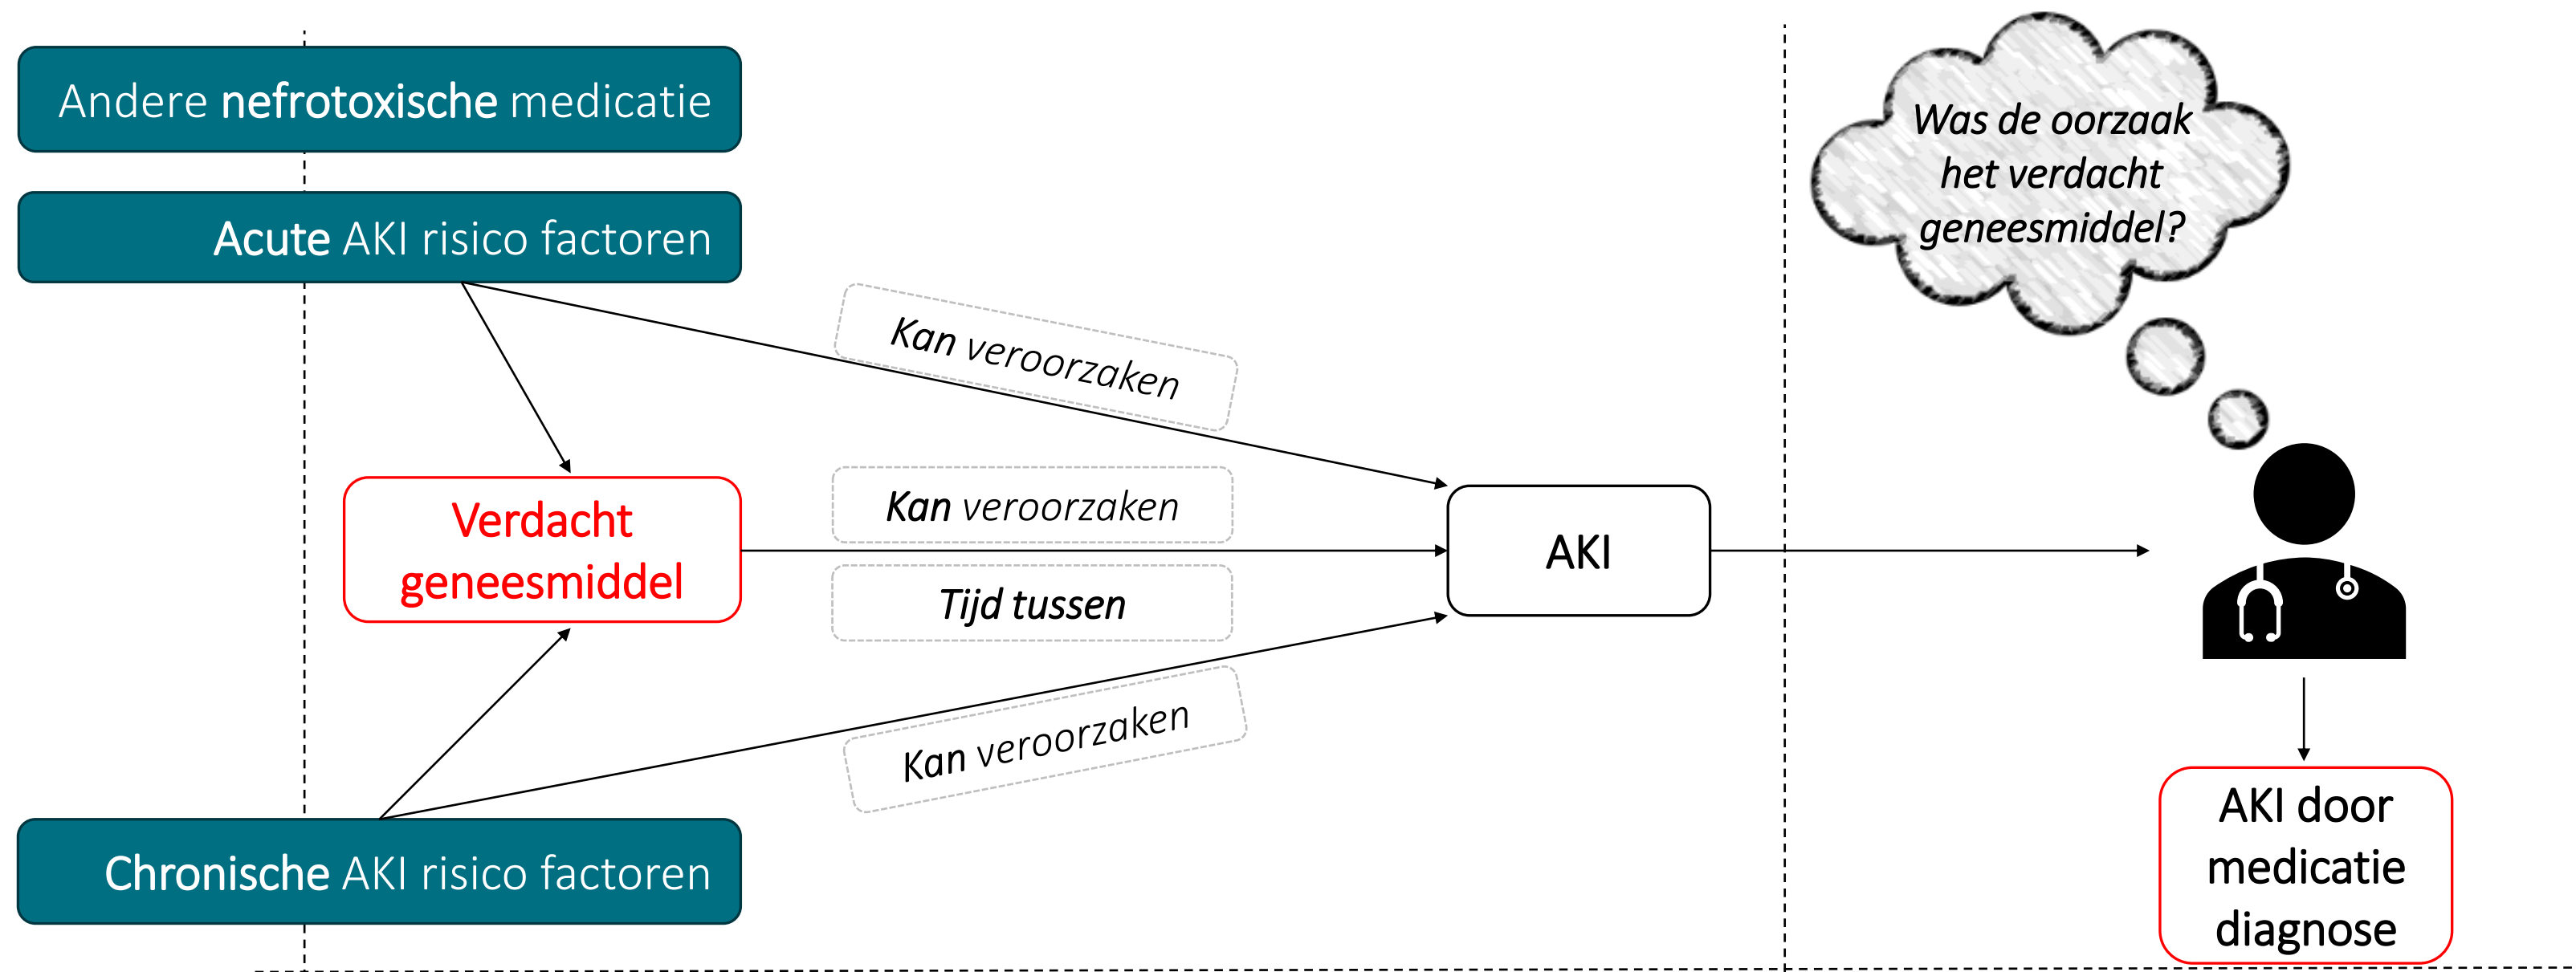 Andere nefrotoxische medicatie
Acute AKI risico factoren
Kan veroorzaken
Verdacht
geneesmiddel
Kan veroorzaken
Tijd tussen
Kan veroorzaken
Chronische AKI risico factoren
AKI
Was de oorzaak
het verdacht
geneesmiddel?
AKI door
medicatie
diagnose